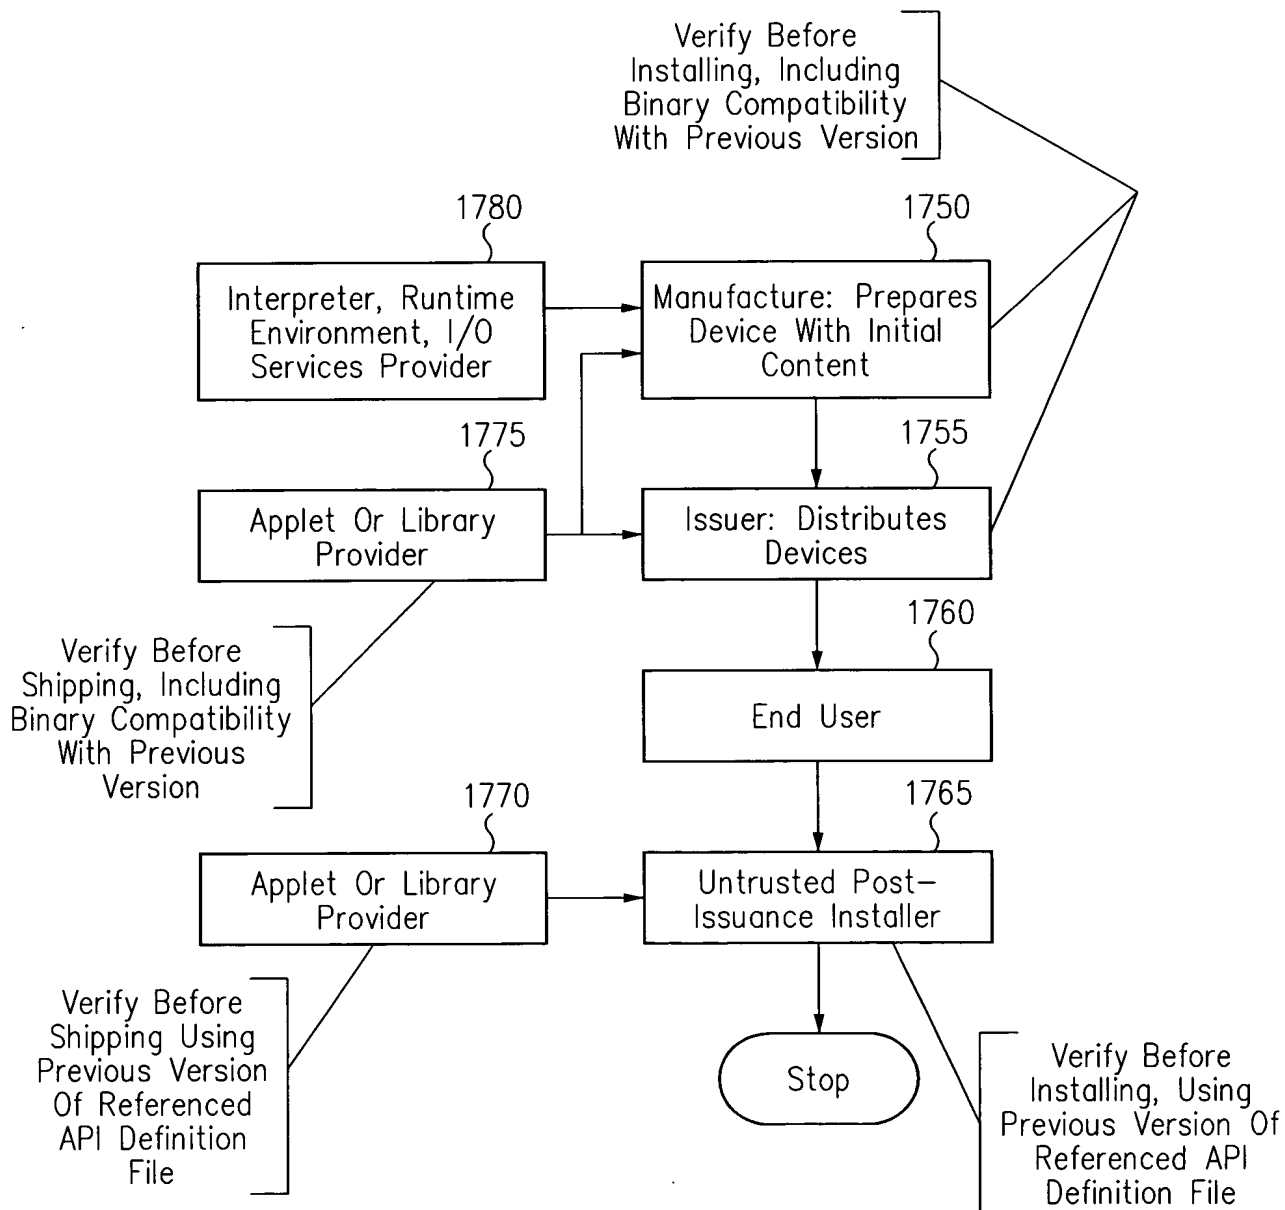 Verify Before
Installing, Including
Binary Compatibility
With Previous Version
1780
1750
Interpreter, Runtime
Environment, I/O
Services Provider
Manufacture: Prepares
Device With Initial
Content
1775
1755
Applet Or Library
Provider
Issuer: Distributes
Devices
1760
Verify Before
Shipping, Including
Binary Compatibility
With Previous
Version
End User
1770
1765
Applet Or Library
Provider
Untrusted Post–
Issuance Installer
Verify Before
Shipping Using
Previous Version
Of Referenced
API Definition
File
Stop
Verify Before
Installing, Using
Previous Version Of
Referenced API
Definition File